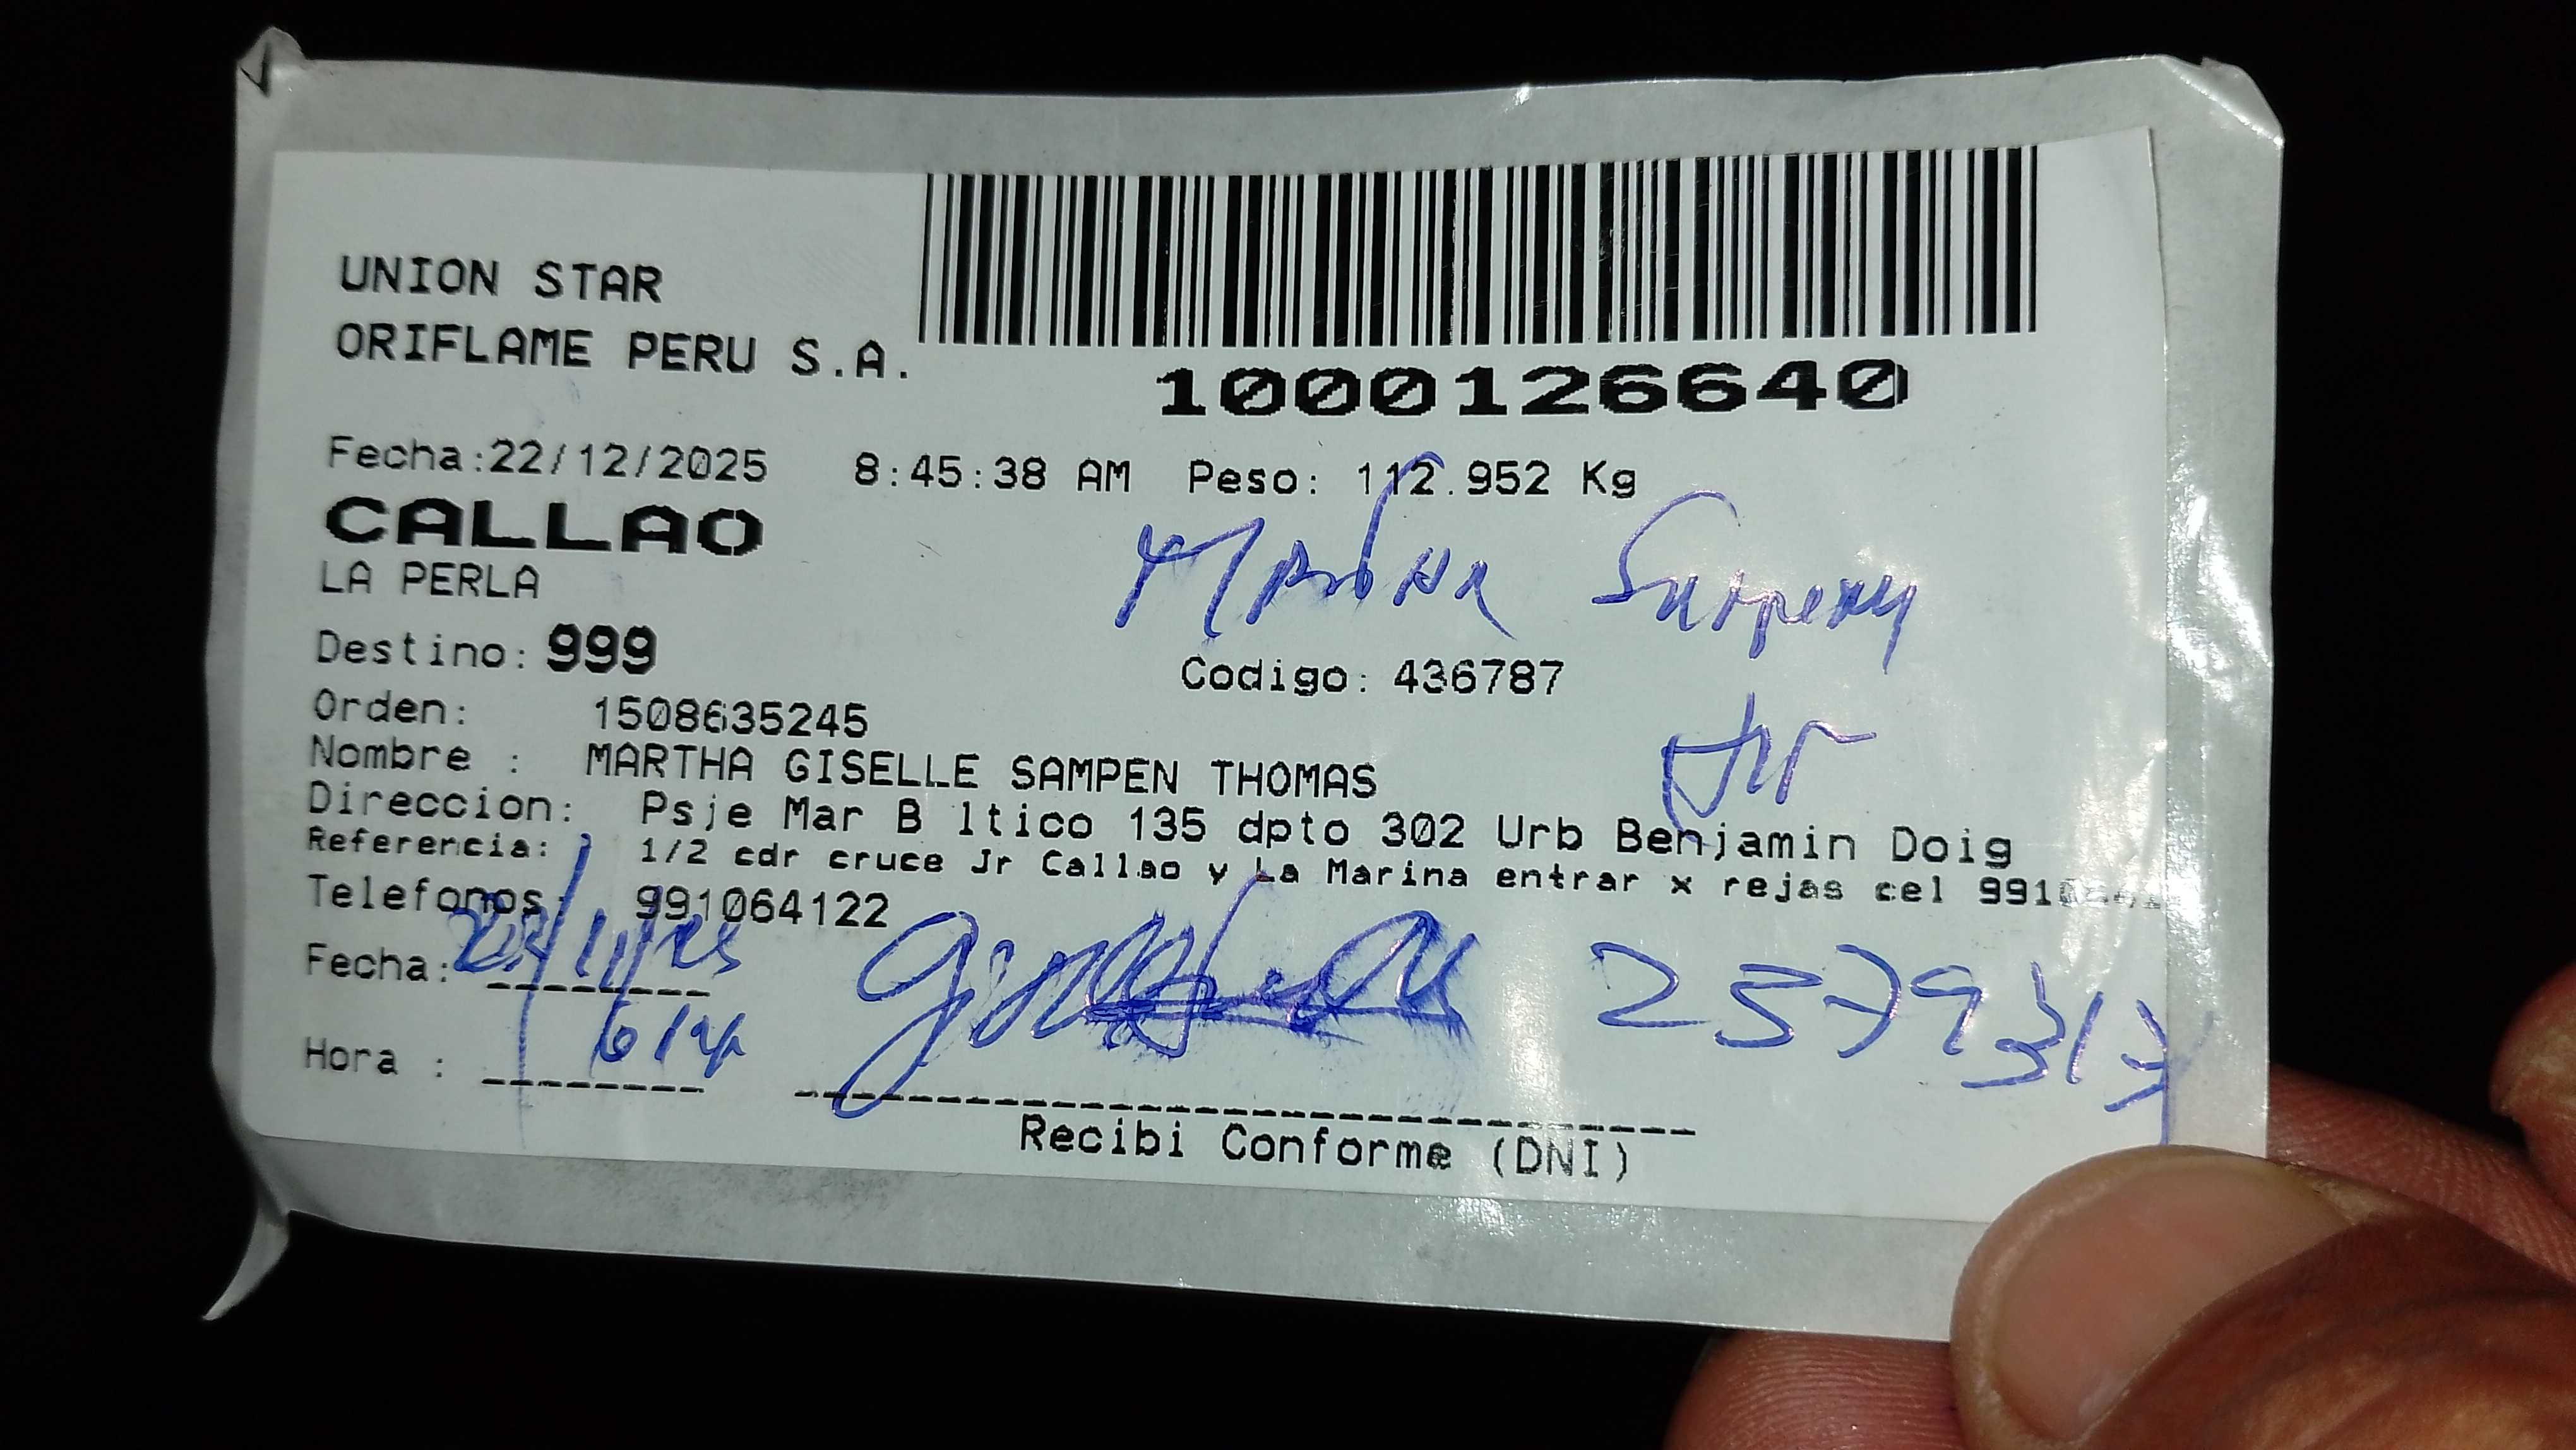 UNION STAR
ORIFLAME PERU S.A.
1000126640
Fecha:22/12/2025 8:45:38 AM Peso: 112.952 Kg
CALLAO
LA PERLA
Destino: 999
Codigo: 436787
Orden: 1508635245
Nombre : MARTHA GISELLE SAMPEN THOMAS
Direccion: Psje Mar B ltico 135 dpto 302 Urb Benjamin Doig
Referencia: 1/2 cdr cruce Jr Callao y La Marina entrar x rejas cel
Telefonos: 991064122
Fecha:
Hora :
Recibi Conforme (DNI)